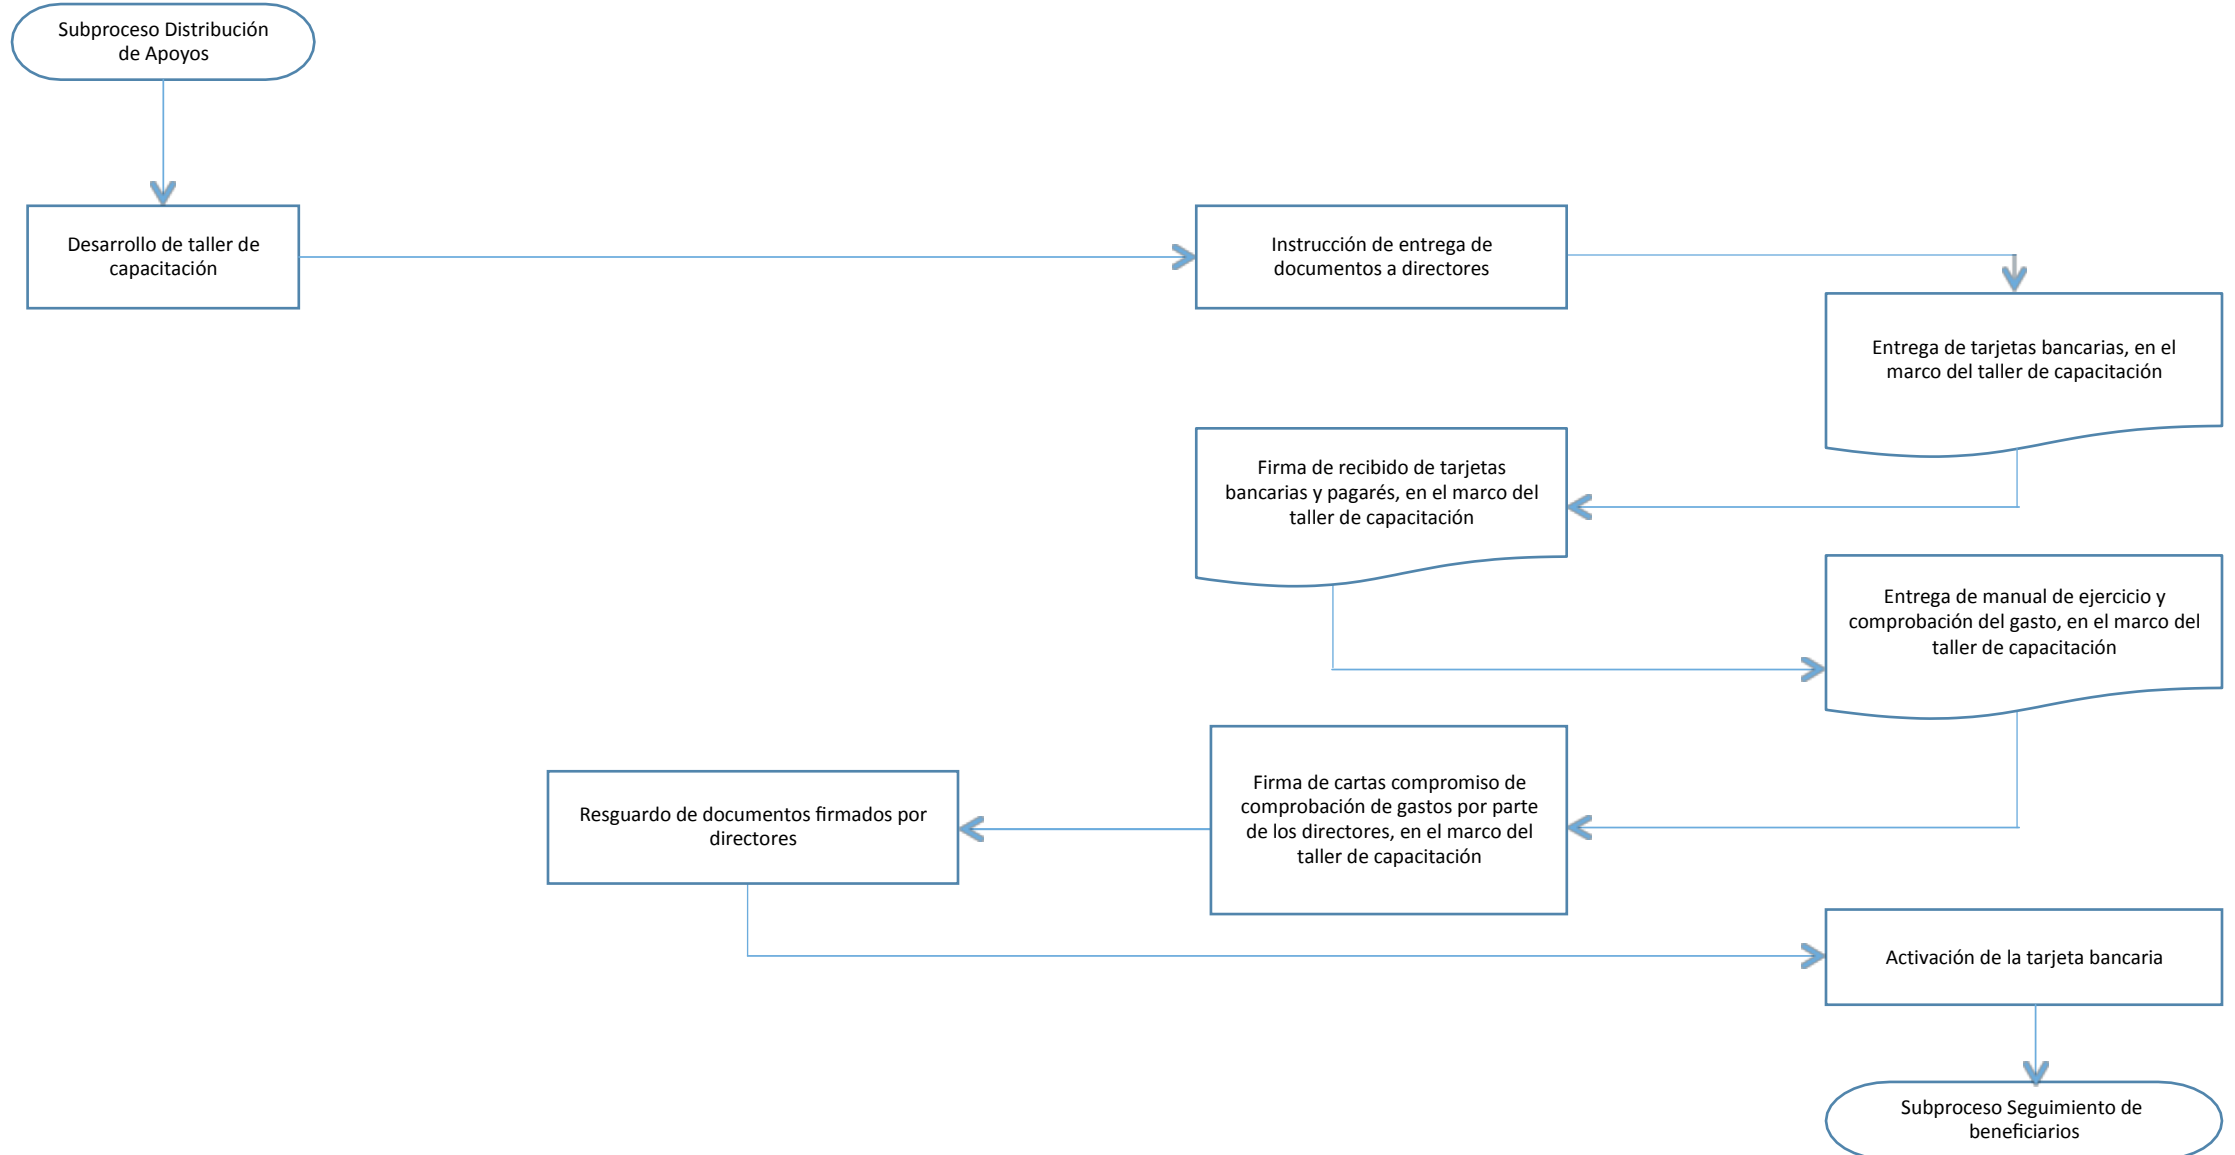 Subproceso Distribución
de Apoyos
Desarrollo de taller de
capacitación
Instrucción de entrega de
documentos a directores
Entrega de tarjetas bancarias, en el
marco del taller de capacitación
Firma de recibido de tarjetas
bancarias y pagarés, en el marco del
taller de capacitación
Entrega de manual de ejercicio y
comprobación del gasto, en el marco del
taller de capacitación
Firma de cartas compromiso de
comprobación de gastos por parte
de los directores, en el marco del
taller de capacitación
Resguardo de documentos firmados por
directores
Activación de la tarjeta bancaria
Subproceso Seguimiento de
beneficiarios